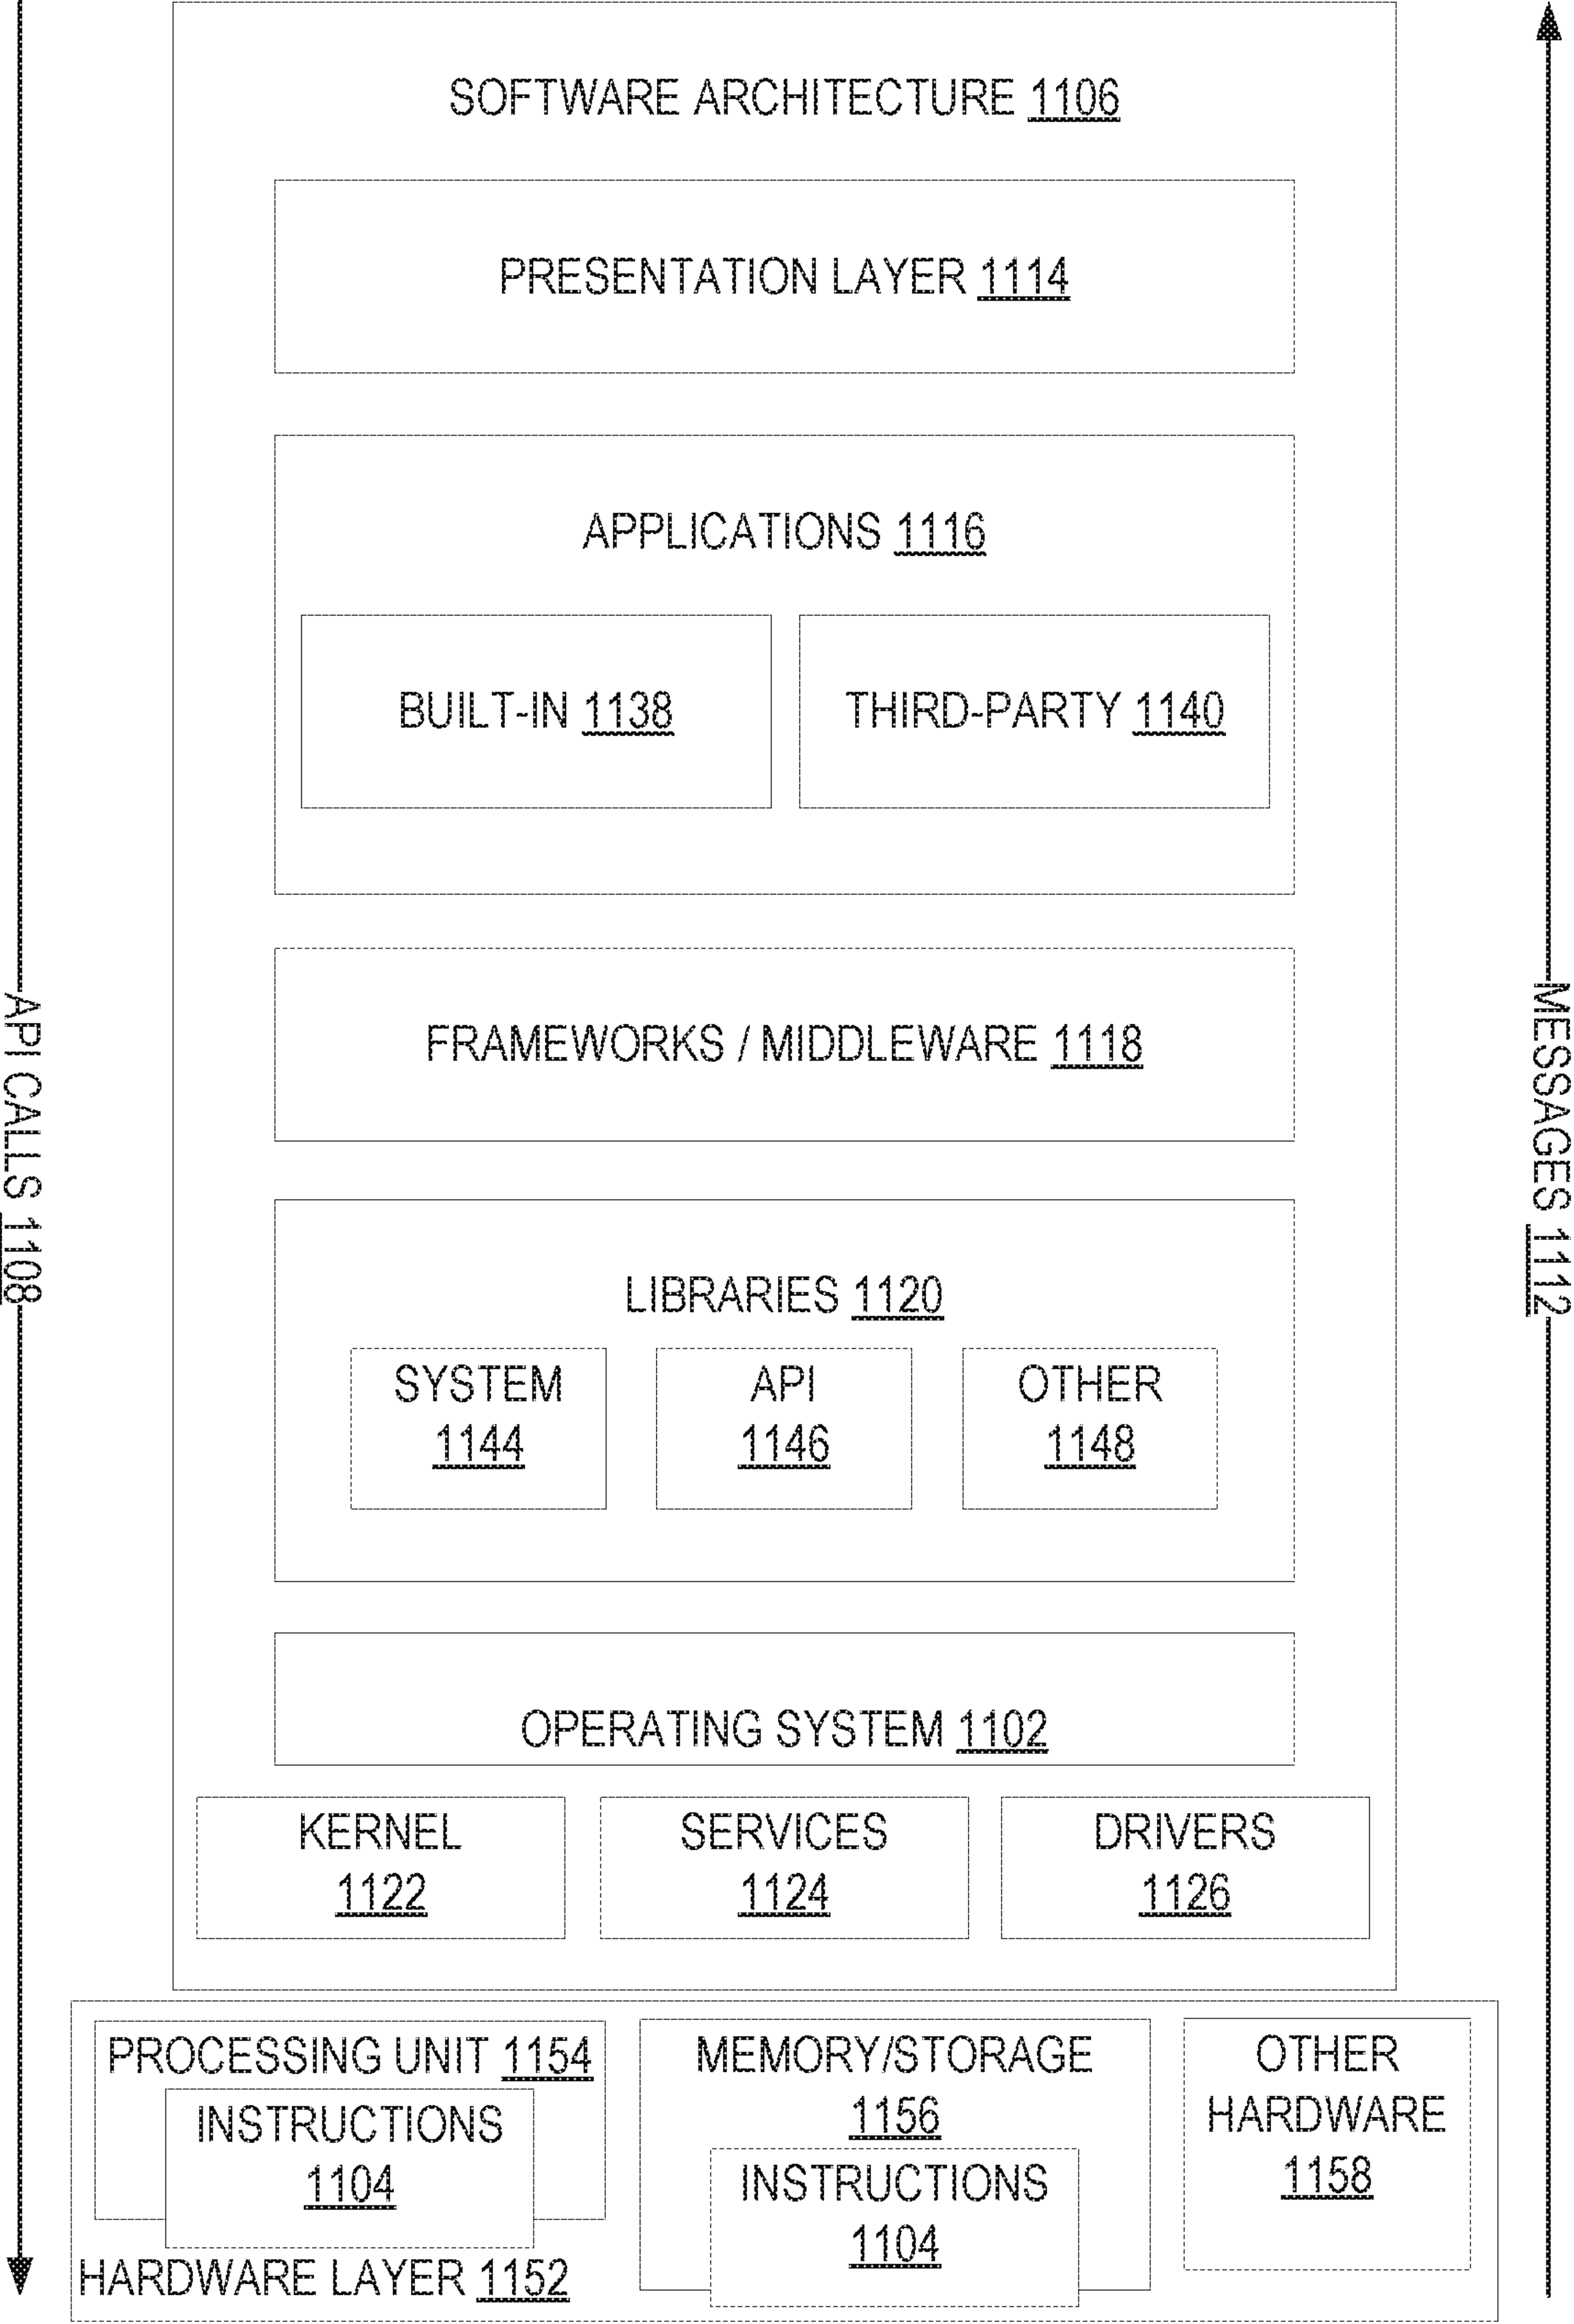 SOFTWARE ARCHITECTURE 1106
PRESENTATION LAYER 1114
APPLICATIONS 1116
BUILT-IN 1138
THIRD-PARTY 1140
FRAMEWORKS / MIDDLEWARE 1118
API CALLS 1108
MESSAGES 1112
LIBRARIES 1120
SYSTEM
1144
API
1146
OTHER
1148
OPERATING SYSTEM 1102
KERNEL
1122
SERVICES
1124
DRIVERS
1126
PROCESSING UNIT 1154
INSTRUCTIONS
1104
MEMORY/STORAGE
1156
INSTRUCTIONS
1104
OTHER
HARDWARE
1158
HARDWARE LAYER 1152